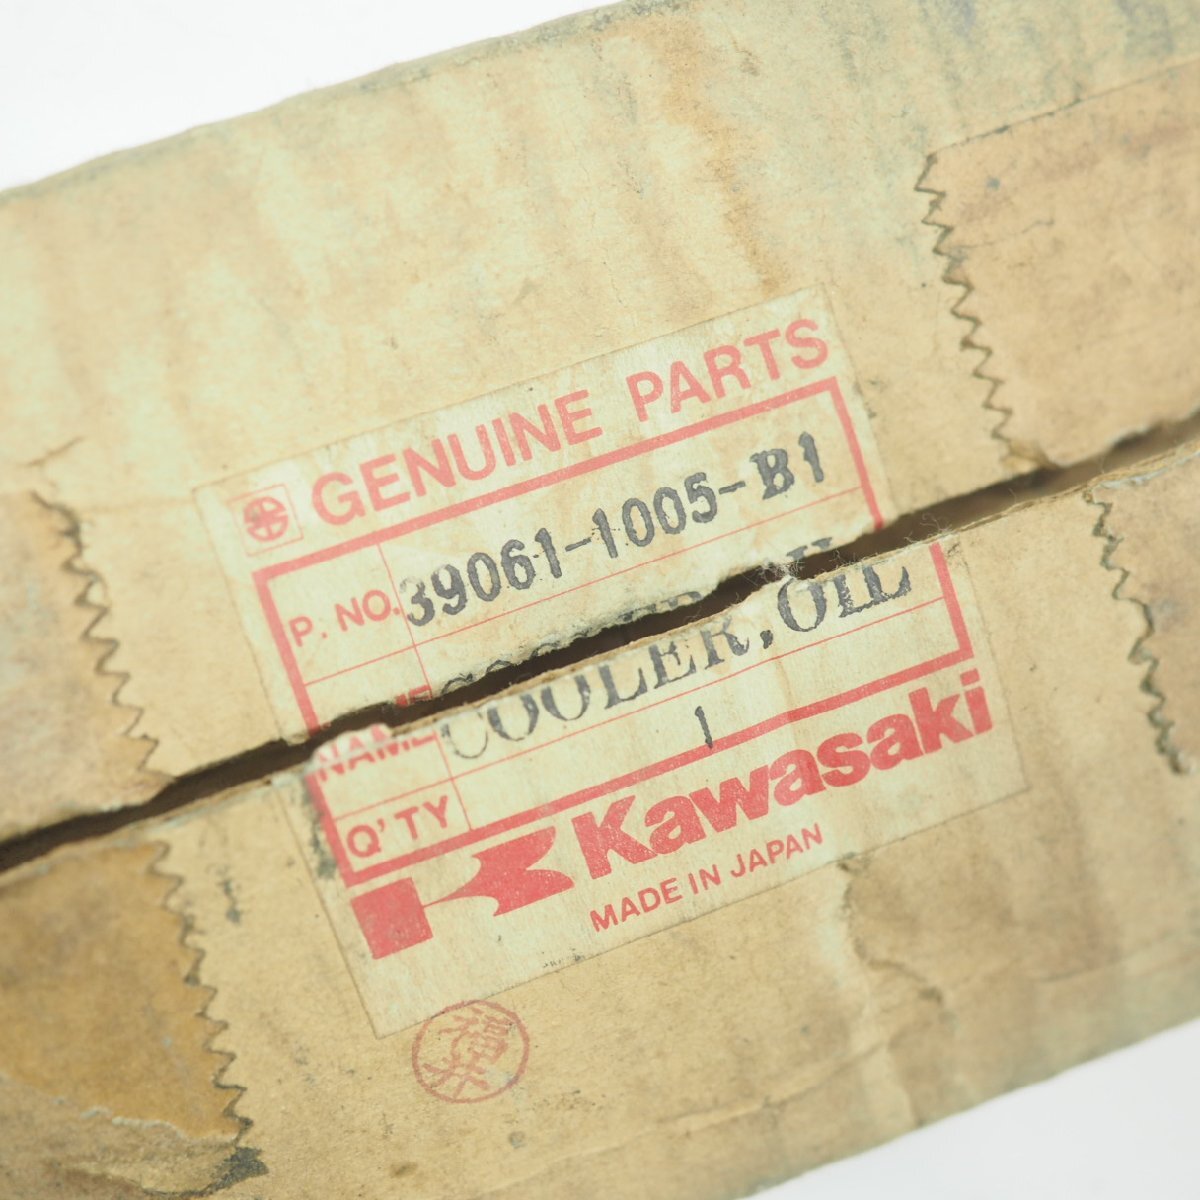 GENUINE PARTS
P. NO. 39061-1005-B1
NAME COOLER, OIL
Q'TY 1
Kawasaki
MADE IN JAPAN